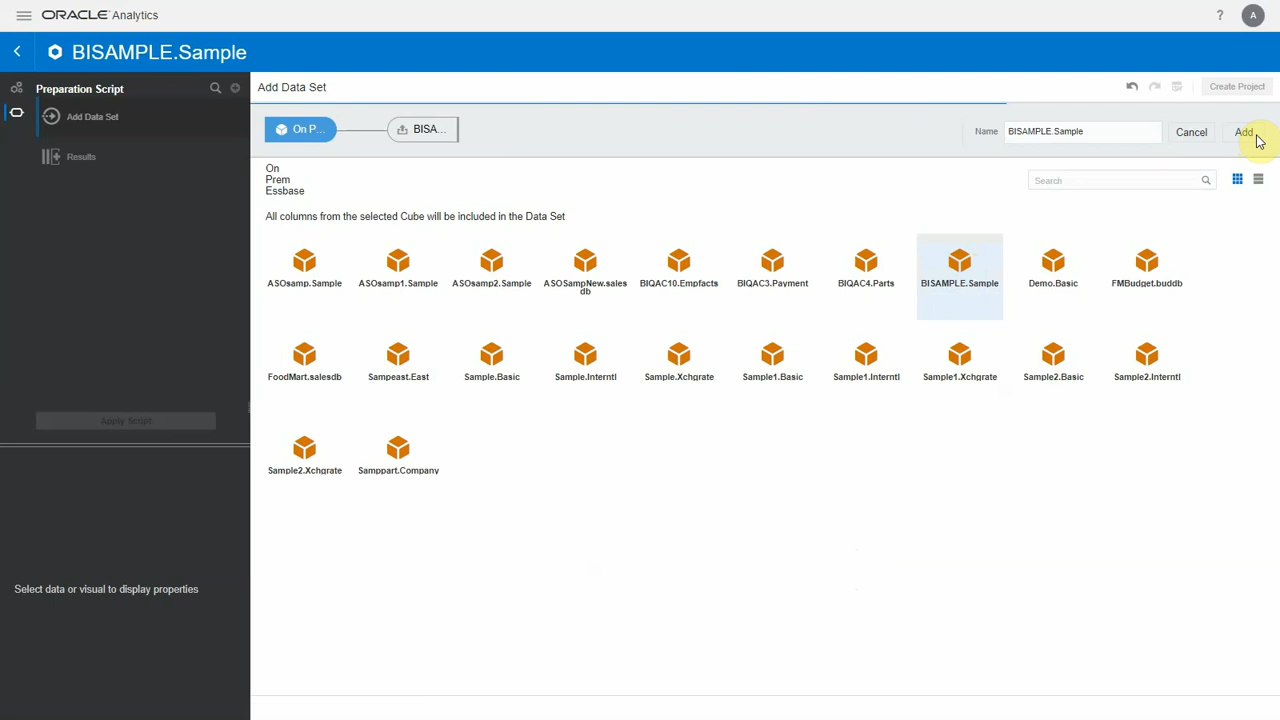 ORACLE Analytics
?
A
BISAMPLE.Sample
Preparation Script
Add Data Set
Results
Apply Script
Select data or visual to display properties
Add Data Set
Create Project
On P...
BISA...
Name
BISAMPLE.Sample
Cancel
Add
On
Prem
Essbase
Search
All columns from the selected Cube will be included in the Data Set
ASOsamp.Sample
ASOsamp1.Sample
ASOsamp2.Sample
ASOSampNew.sales
db
BIQAC10.Empfacts
BIQAC3.Payment
BIQAC4.Parts
BISAMPLE.Sample
Demo.Basic
FMBudget.buddb
FoodMart.salesdb
Sampeast.East
Sample.Basic
Sample.Interntl
Sample.Xchgrate
Sample1.Basic
Sample1.Interntl
Sample1.Xchgrate
Sample2.Basic
Sample2.Interntl
Sample2.Xchgrate
Samppart.Company